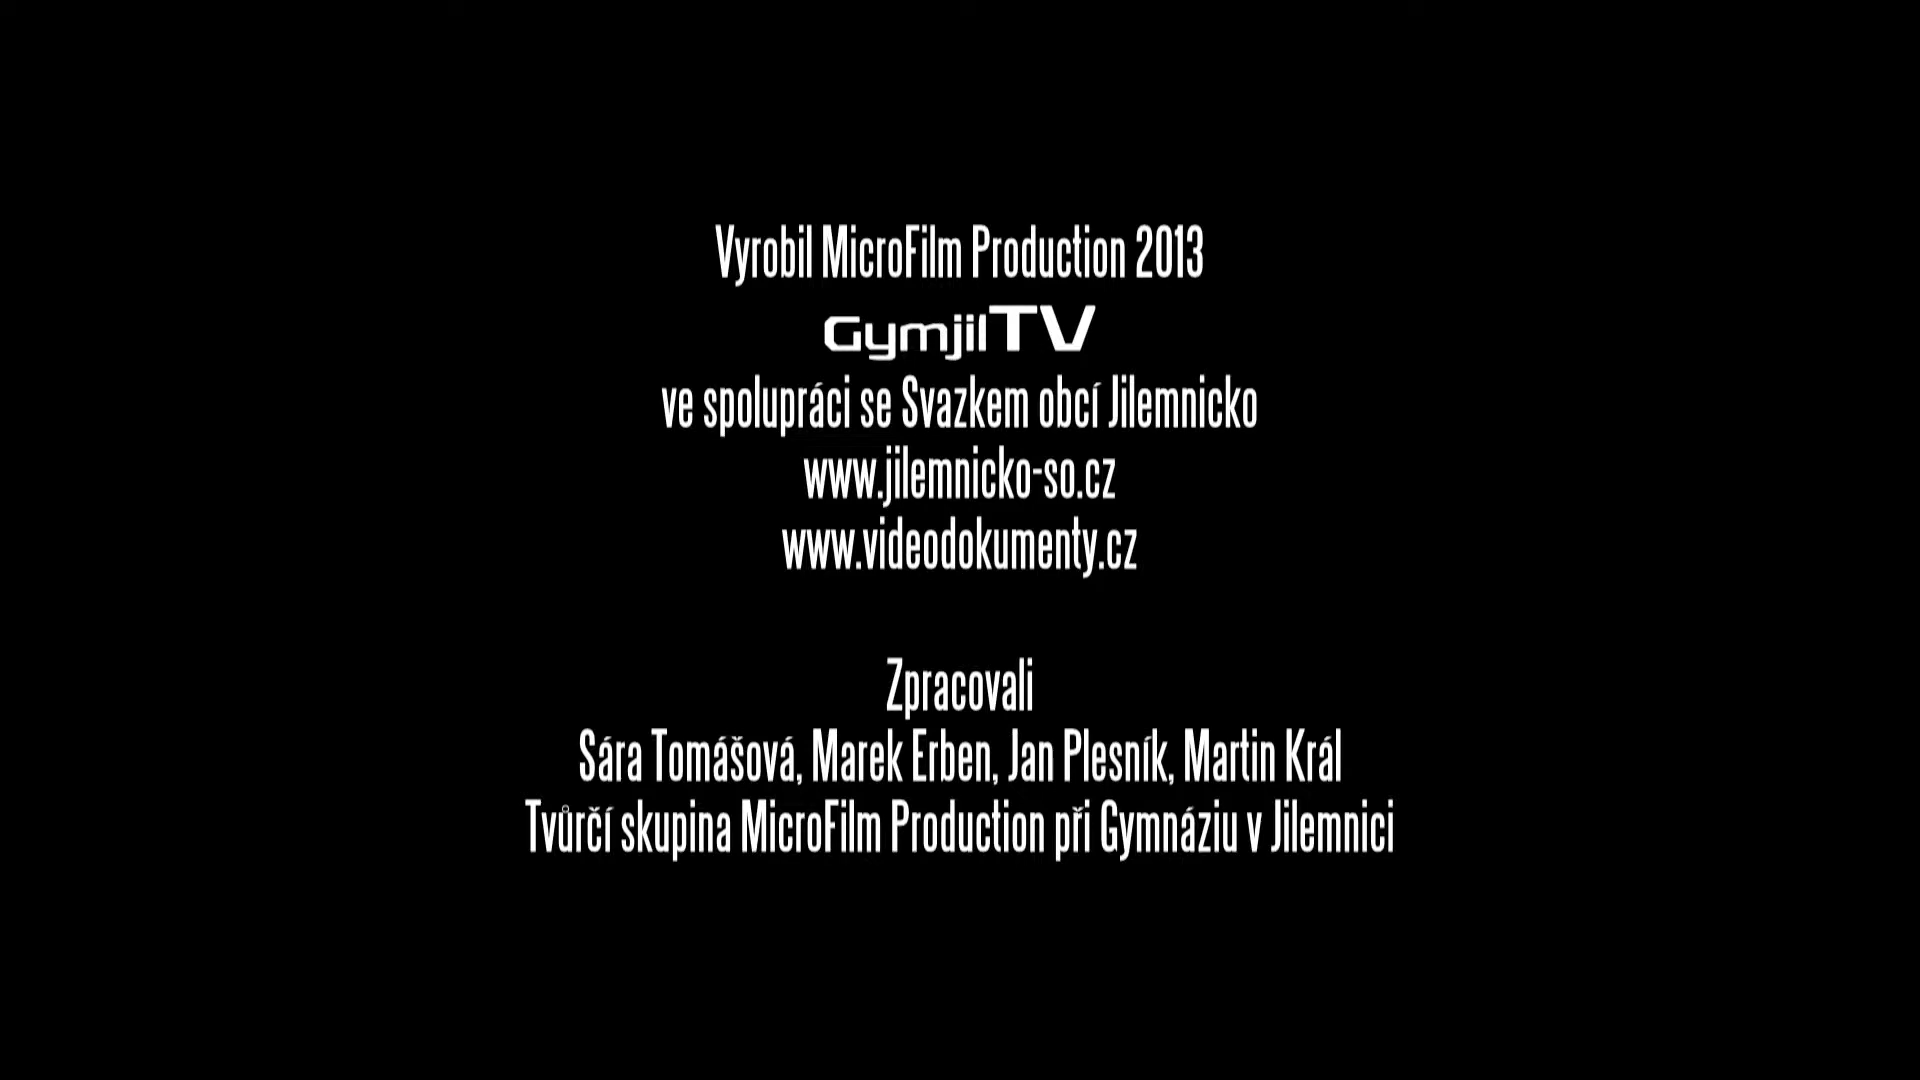 Vyrobil MicroFilm Production 2013
GymjilTV
ve spolupráci se Svazkem obcí Jilemnicko
www.jilemnicko-so.cz
www.videodokumenty.cz
Zpracovali
Sára Tomášová, Marek Erben, Jan Plesník, Martin Král
Tvůrčí skupina MicroFilm Production při Gymnáziu v Jilemnici